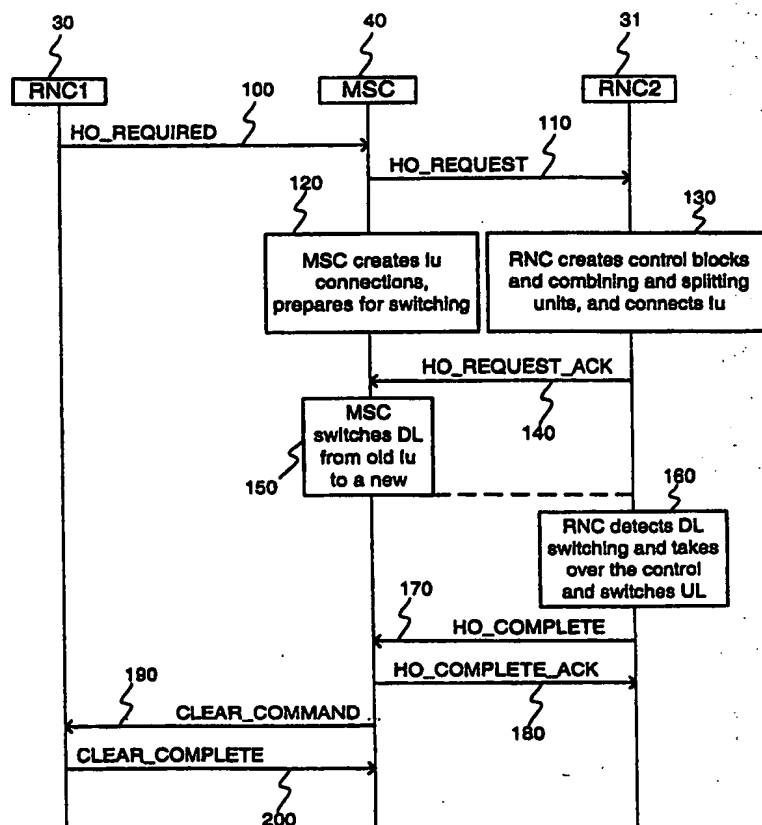 30
40
31
RNC1
MSC
RNC2
100
HO_REQUIRED
110
HO_REQUEST
120
130
MSC creates Iu
connections,
prepares for switching
RNC creates control blocks
and combining and splitting
units, and connects Iu
HO_REQUEST_ACK
140
MSC
switches DL
from old Iu
to a new
150
160
RNC detects DL
switching and takes
over the control
and switches UL
170
HO_COMPLETE
HO_COMPLETE_ACK
180
190
CLEAR_COMMAND
CLEAR_COMPLETE
200